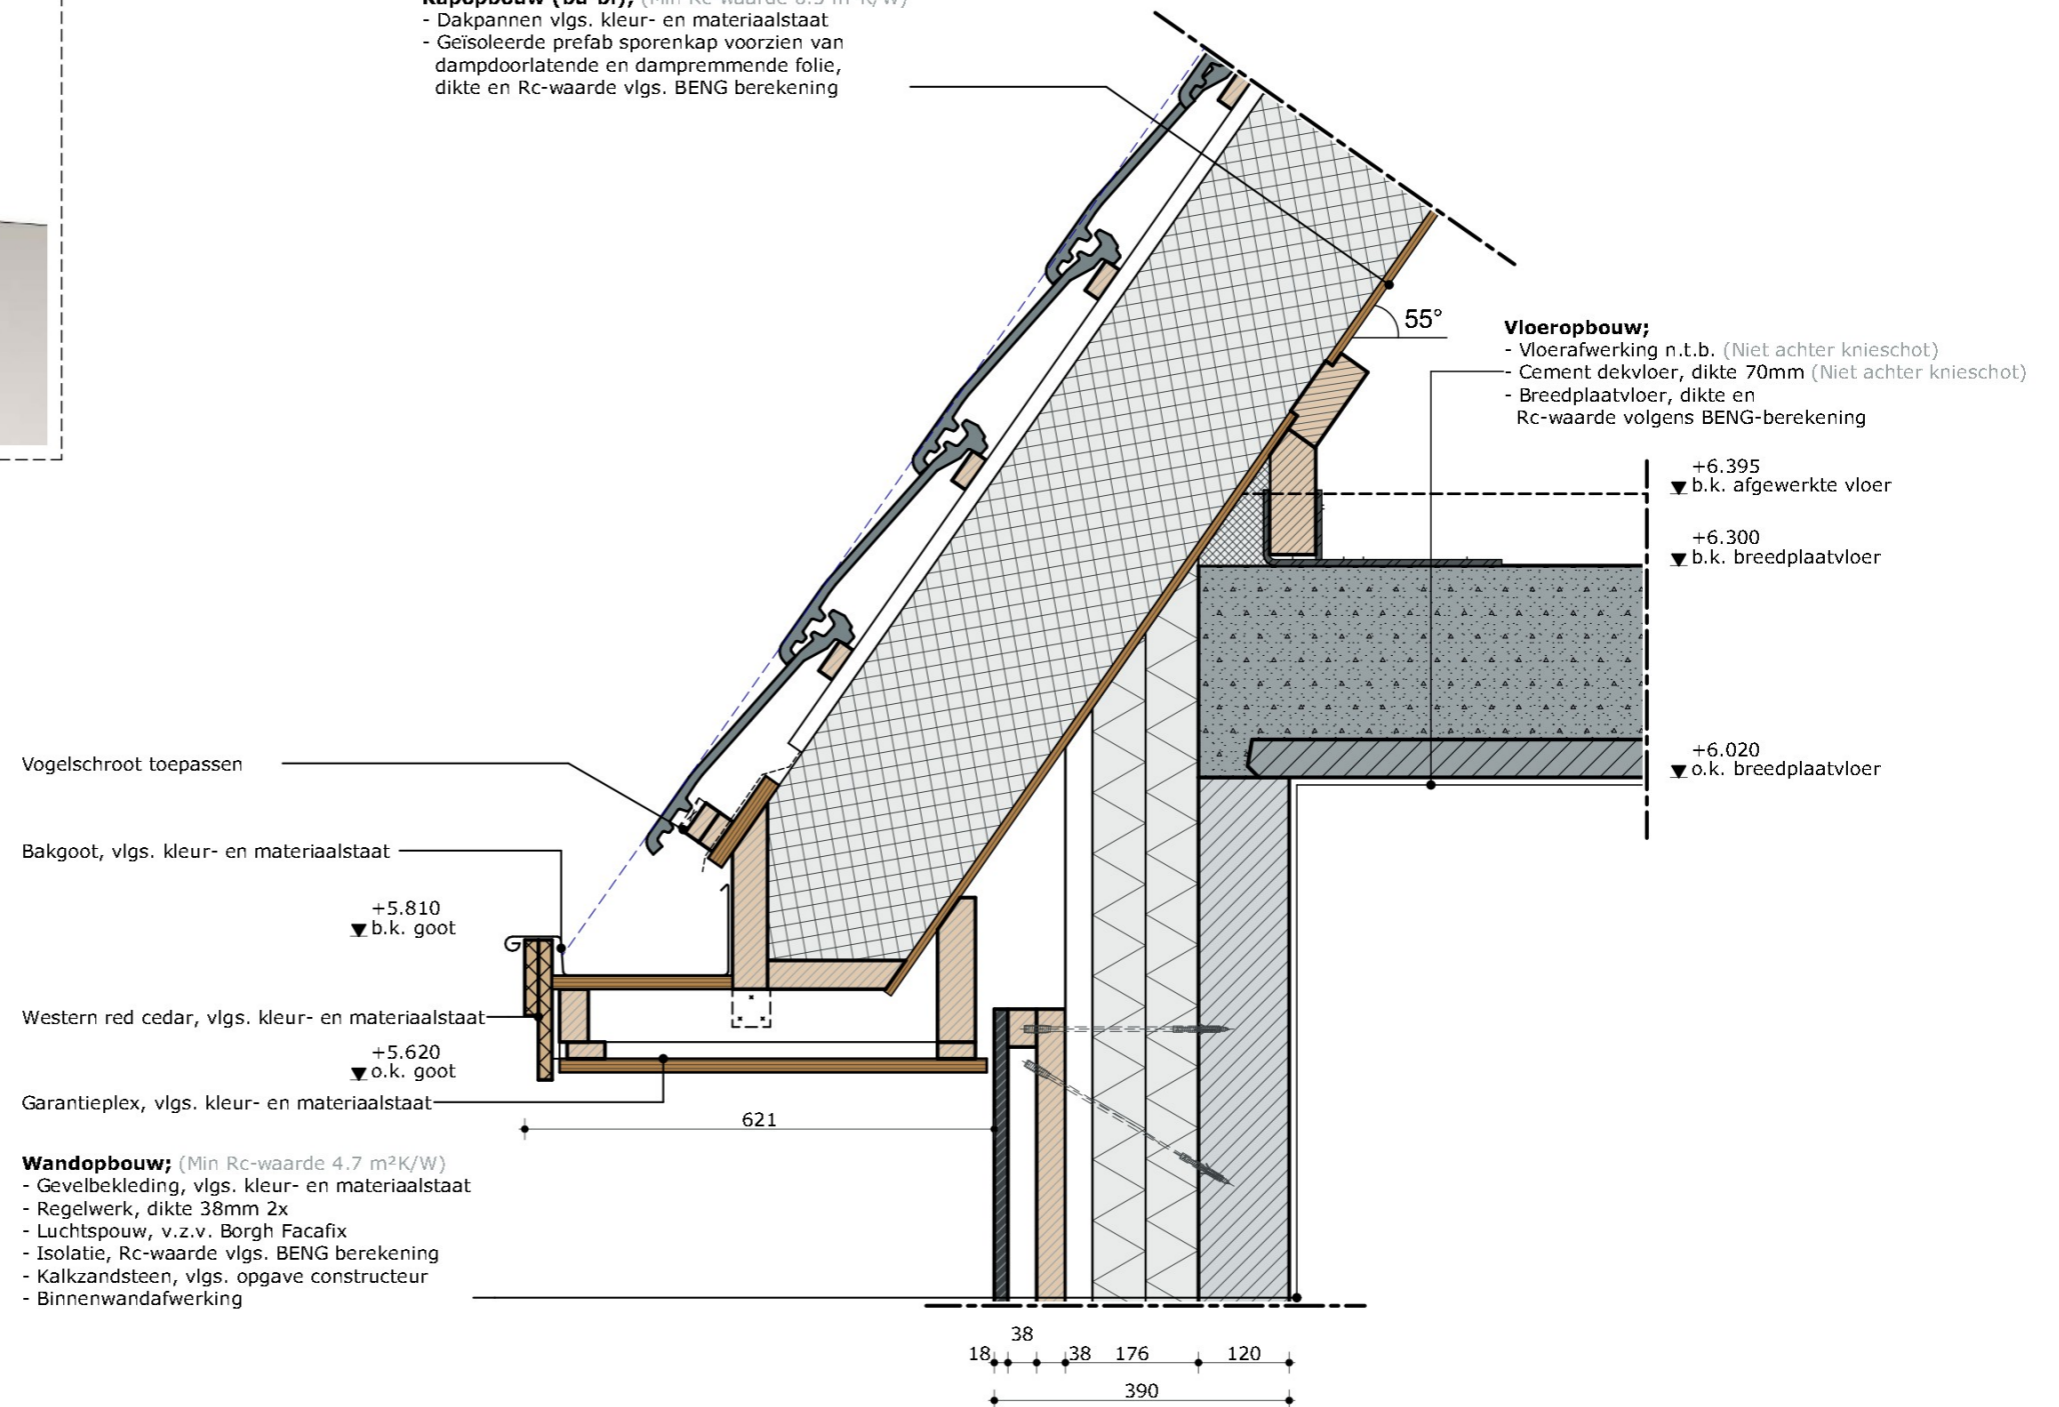 - Dakpannen vlgs. kleur- en materiaalstaat
- Geïsoleerde prefab sporenkap voorzien van
dampdoorlatende en dampremmende folie,
dikte en Rc-waarde vlgs. BENG berekening
55°
Vloeropbouw;
- Vloerafwerking n.t.b. (Niet achter knieschot)
- Cement dekvloer, dikte 70mm (Niet achter knieschot)
- Breedplaatvloer, dikte en
Rc-waarde volgens BENG-berekening
+6.395
b.k. afgewerkte vloer
+6.300
b.k. breedplaatvloer
+6.020
o.k. breedplaatvloer
Vogelschroot toepassen
Bakgoot, vlgs. kleur- en materiaalstaat
+5.810
b.k. goot
Western red cedar, vlgs. kleur- en materiaalstaat
+5.620
o.k. goot
Garantieplex, vlgs. kleur- en materiaalstaat
621
Wandopbouw; (Min Rc-waarde 4.7 m²K/W)
- Gevelbekleding, vlgs. kleur- en materiaalstaat
- Regelwerk, dikte 38mm 2x
- Luchtspouw, v.z.v. Borgh Facafix
- Isolatie, Rc-waarde vlgs. BENG berekening
- Kalkzandsteen, vlgs. opgave constructeur
- Binnenwandafwerking
38
18 38 176 120
390